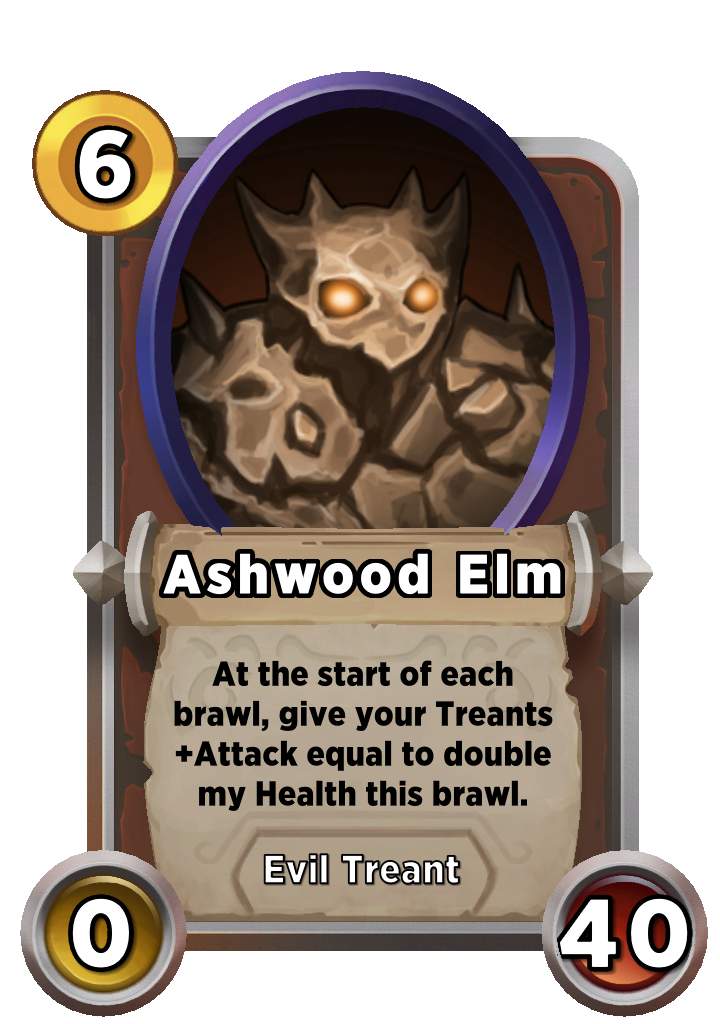 6
Ashwood Elm
At the start of each
brawl, give your Treants
+Attack equal to double
my Health this brawl.
Evil Treant
0
40